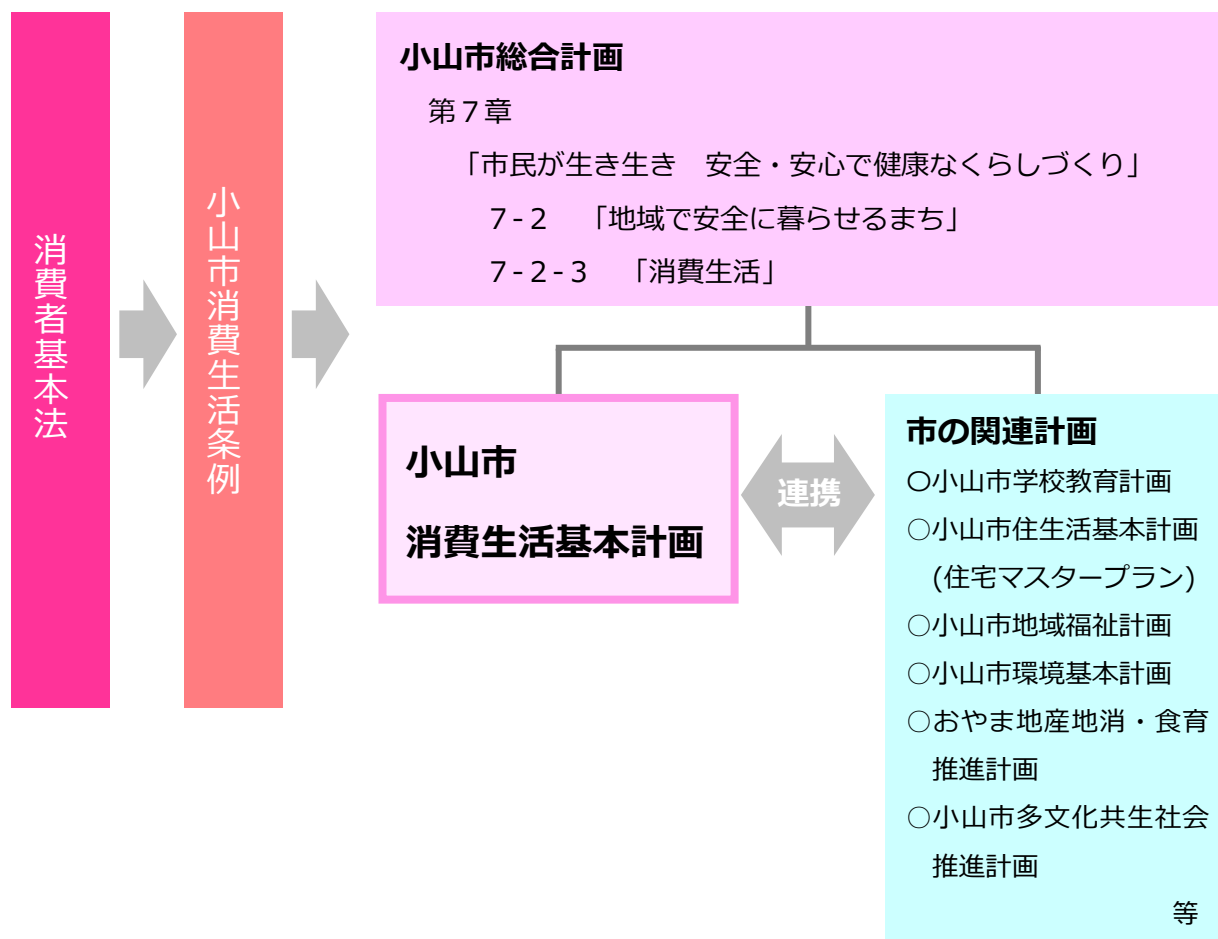 消費者基本法
小山市消費生活条例
小山市総合計画
第７章
「市民が生き生き　安全・安心で健康なくらしづくり」
７-２　「地域で安全に暮らせるまち」
７-２-３　「消費生活」
小山市
消費生活基本計画
連携
市の関連計画
〇小山市学校教育計画
○小山市住生活基本計画
(住宅マスタープラン)
○小山市地域福祉計画
○小山市環境基本計画
○おやま地産地消・食育
推進計画
○小山市多文化共生社会
推進計画
等